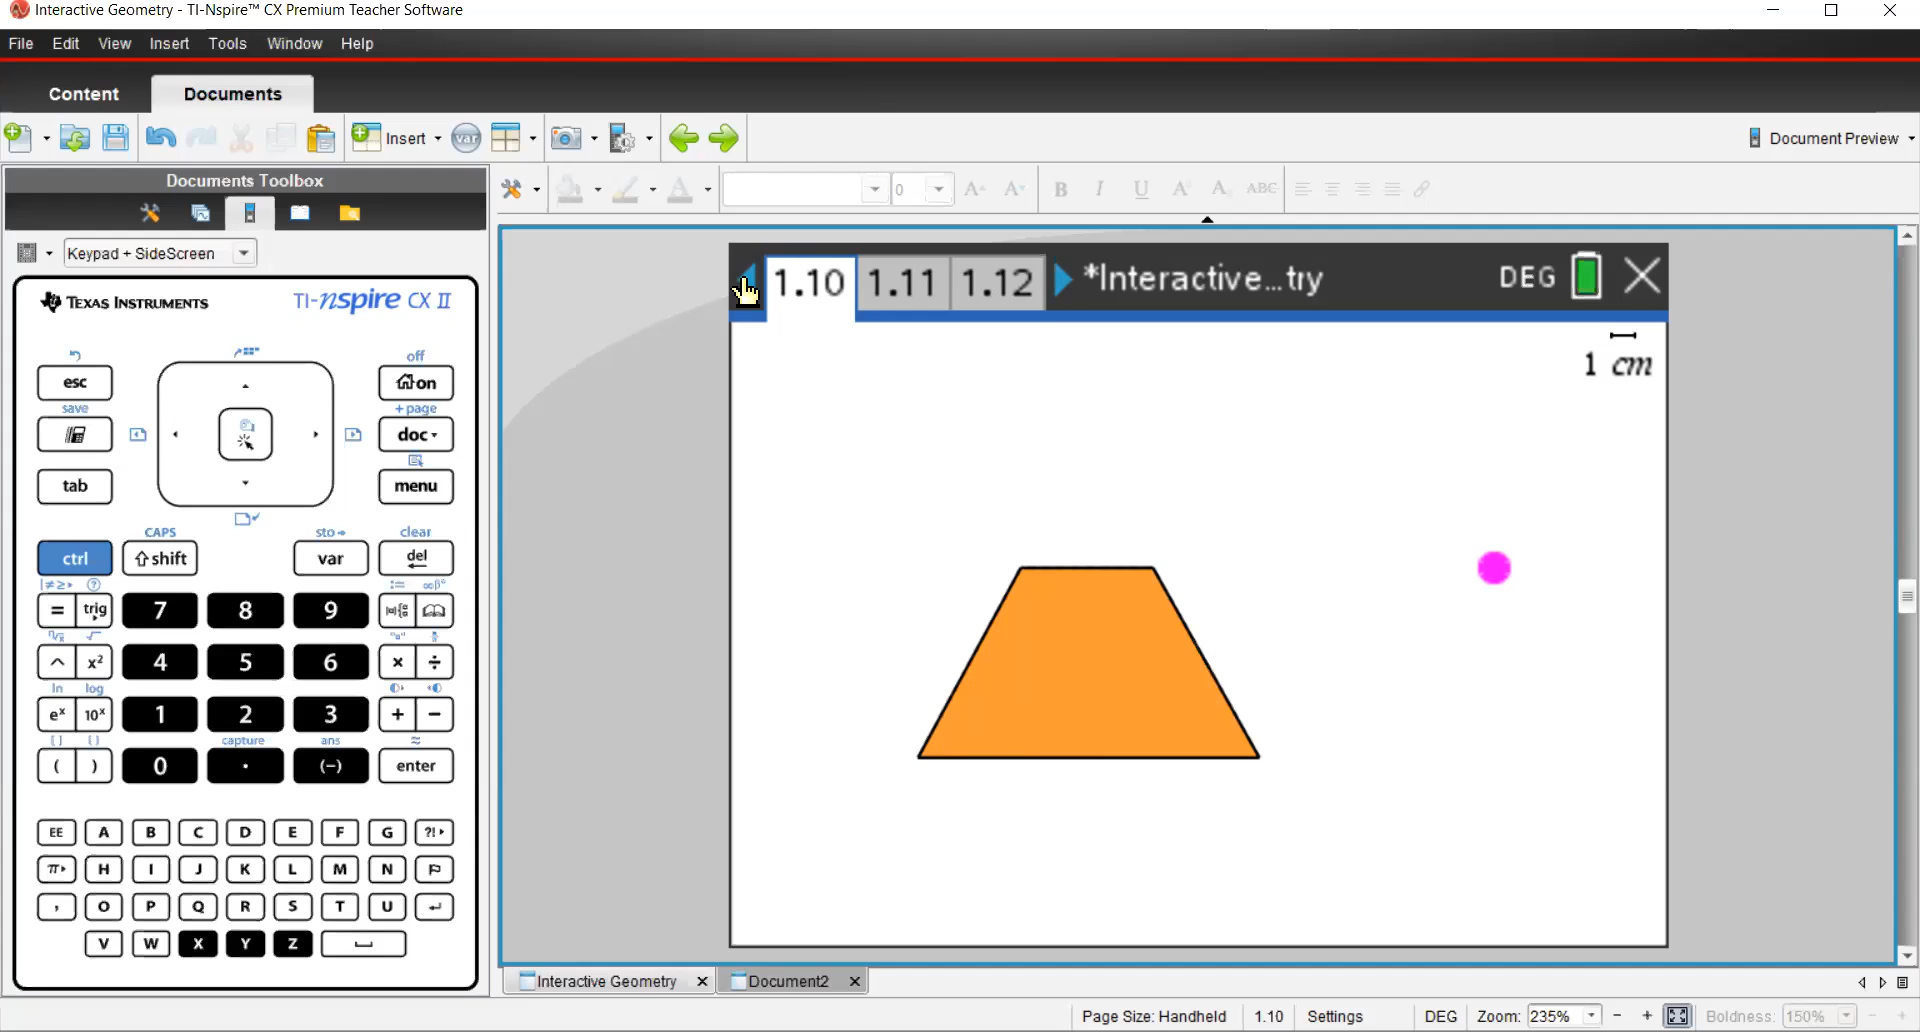 Interactive Geometry - TI-Nspire™ CX Premium Teacher Software
File Edit View Insert Tools Window Help
Content Documents
Insert var Document Preview
Documents Toolbox
0 A A B I U A A ABC
Keypad + SideScreen
TEXAS INSTRUMENTS TI-nspire CX II
1.10 1.11 1.12 *Interactive...try DEG
1 cm
off
esc on
save + page
doc
tab menu
CAPS sto clear
ctrl shift var del
= trig 7 8 9
^ x² 4 5 6 × ÷
ln log
eˣ 10ˣ 1 2 3 + −
[ ] { } capture ans ≈
( ) 0 . (−) enter
EE A B C D E F G ?!
π H I J K L M N
, O P Q R S T U
V W X Y Z
Interactive Geometry Document2
Page Size: Handheld 1.10 Settings DEG Zoom: 235% − + Boldness: 150% − +